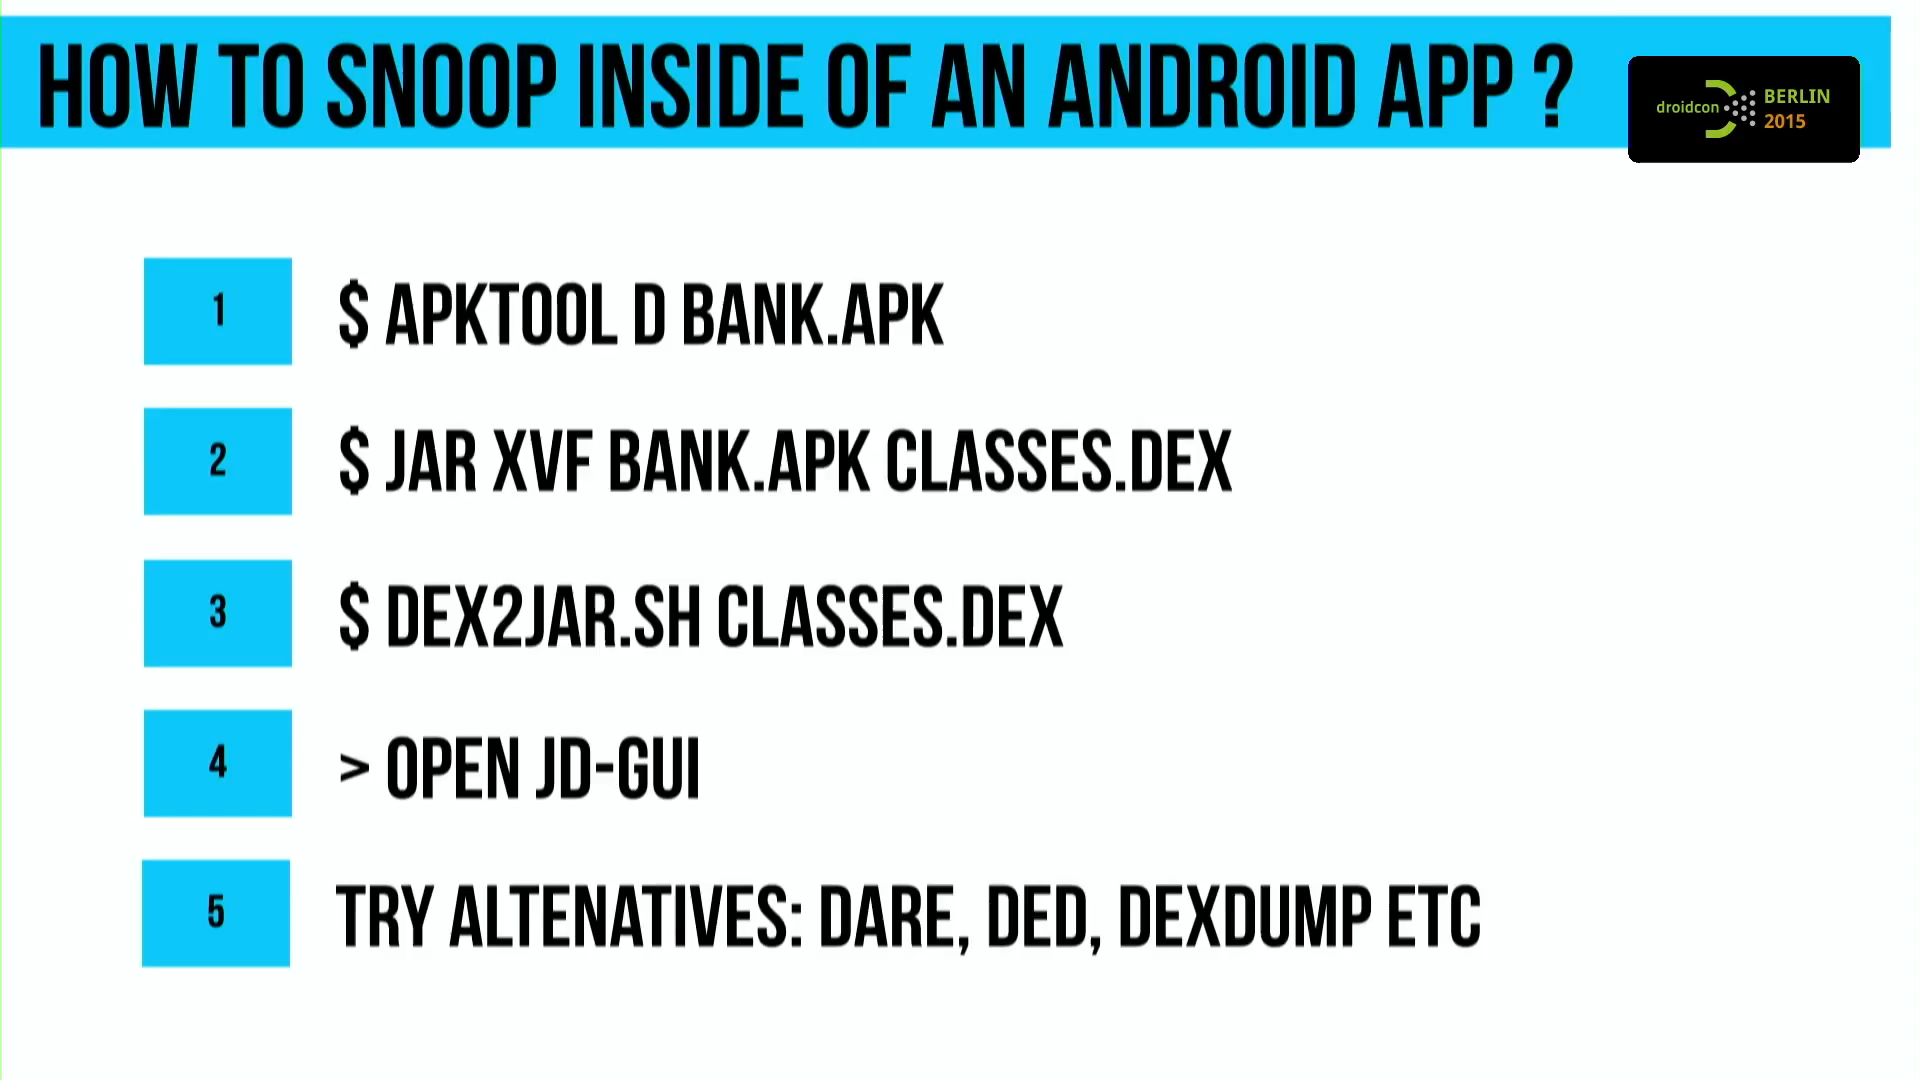 HOW TO SNOOP INSIDE OF AN ANDROID APP ?
droidcon BERLIN
2015
1 $ APKTOOL D BANK.APK
2 $ JAR XVF BANK.APK CLASSES.DEX
3 $ DEX2JAR.SH CLASSES.DEX
4 > OPEN JD-GUI
5 TRY ALTENATIVES: DARE, DED, DEXDUMP ETC